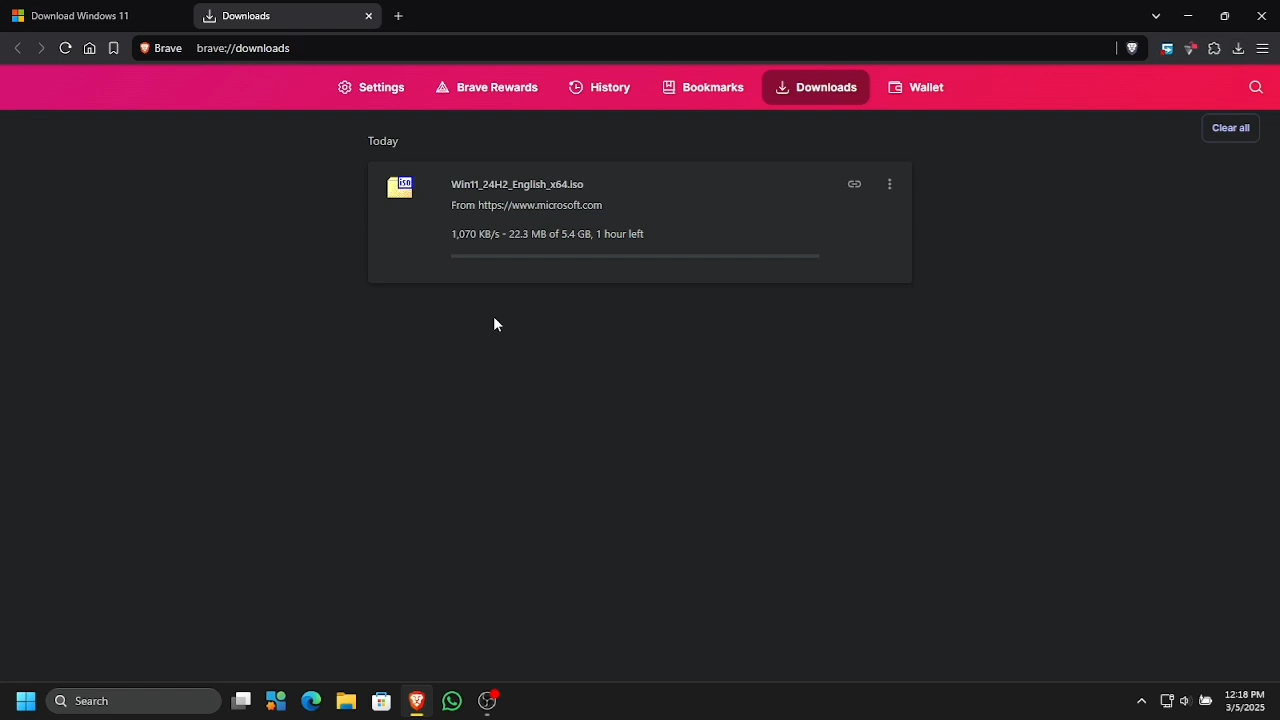 Download Windows 11
Downloads
Brave brave://downloads
Settings Brave Rewards History Bookmarks Downloads Wallet
Clear all
Today
iso
Win11_24H2_English_x64.iso
From https://www.microsoft.com
1,070 KB/s - 22.3 MB of 5.4 GB, 1 hour left
Search
12:18 PM
3/5/2025